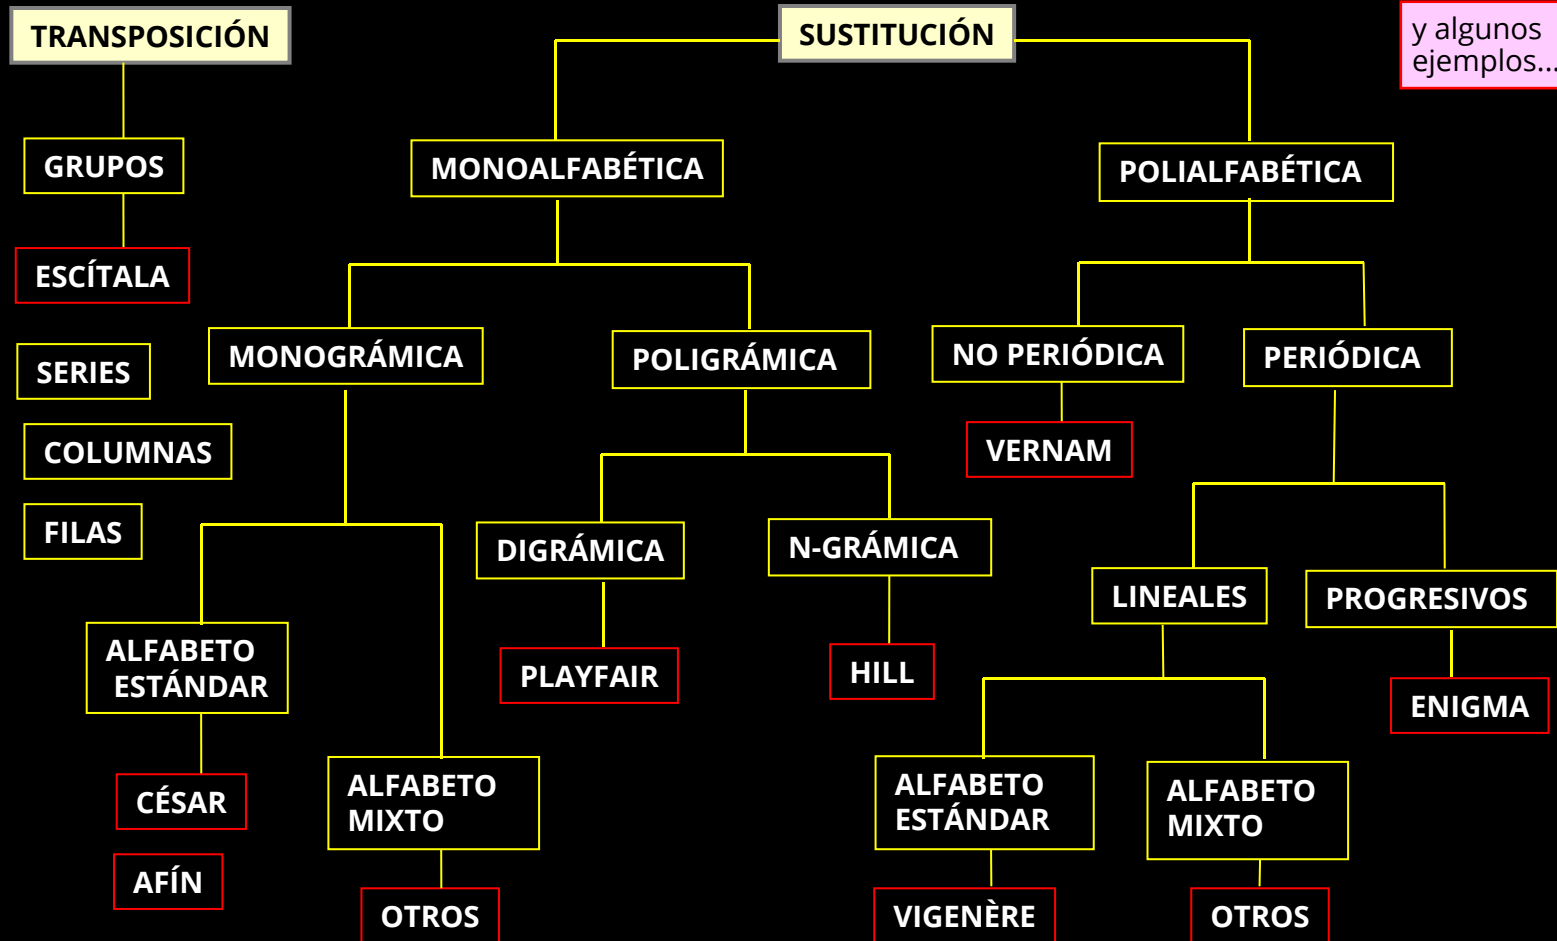 TRANSPOSICIÓN
SUSTITUCIÓN
y algunos
ejemplos...
GRUPOS
MONOALFABÉTICA
POLIALFABÉTICA
ESCÍTALA
SERIES
MONOGRÁMICA
POLIGRÁMICA
NO PERIÓDICA
PERIÓDICA
COLUMNAS
VERNAM
FILAS
DIGRÁMICA
N-GRÁMICA
LINEALES
PROGRESIVOS
ALFABETO
ESTÁNDAR
PLAYFAIR
HILL
ENIGMA
CÉSAR
ALFABETO
MIXTO
ALFABETO
ESTÁNDAR
ALFABETO
MIXTO
AFÍN
OTROS
VIGENÈRE
OTROS